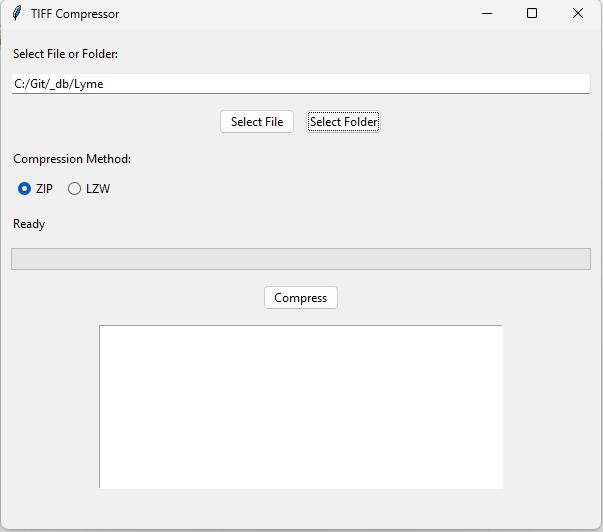 TIFF Compressor
Select File or Folder:
C:/Git/_db/Lyme
Select File Select Folder
Compression Method:
ZIP LZW
Ready
Compress